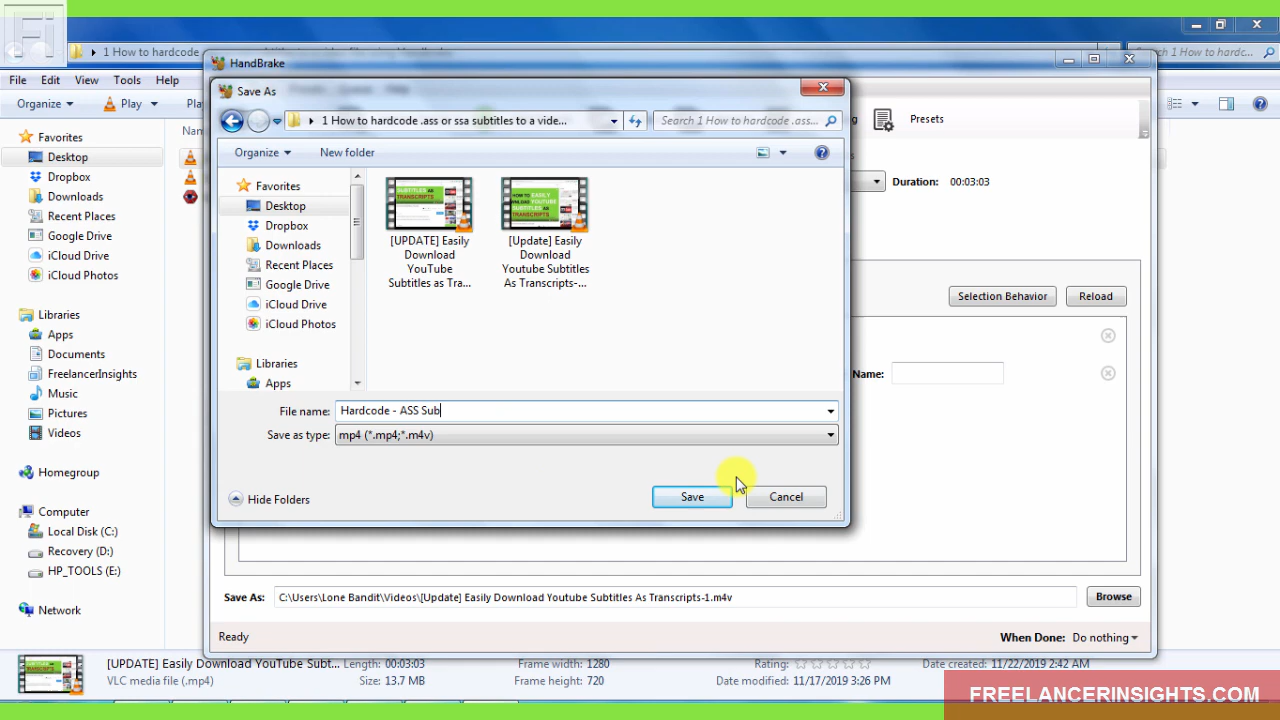 1 How to hardcode
Search 1 How to hardc...
File Edit View Tools Help
Organize
Play
Favorites
Desktop
Dropbox
Downloads
Recent Places
Google Drive
iCloud Drive
iCloud Photos
Libraries
Apps
Documents
FreelancerInsights
Music
Pictures
Videos
Homegroup
Computer
Local Disk (C:)
Recovery (D:)
HP_TOOLS (E:)
Network
HandBrake
Presets
Duration: 00:03:03
Selection Behavior
Reload
Name:
Save As
1 How to hardcode .ass or ssa subtitles to a vide...
Search 1 How to hardcode .ass...
Organize
New folder
Favorites
Desktop
Dropbox
Downloads
Recent Places
Google Drive
iCloud Drive
iCloud Photos
Libraries
Apps
[UPDATE] Easily
Download
YouTube
Subtitles as Tra...
[Update] Easily
Download
Youtube Subtitles
As Transcripts-...
File name: Hardcode - ASS Sub
Save as type: mp4 (*.mp4;*.m4v)
Hide Folders
Save
Cancel
Save As: C:\Users\Lone Bandit\Videos\[Update] Easily Download Youtube Subtitles As Transcripts-1.m4v
Browse
Ready
When Done: Do nothing
[UPDATE] Easily Download YouTube Subt... Length: 00:03:03 Frame width: 1280 Rating: Date created: 11/22/2019 2:42 AM
VLC media file (.mp4) Size: 13.7 MB Frame height: 720 Date modified: 11/17/2019 3:26 PM
FREELANCERINSIGHTS.COM